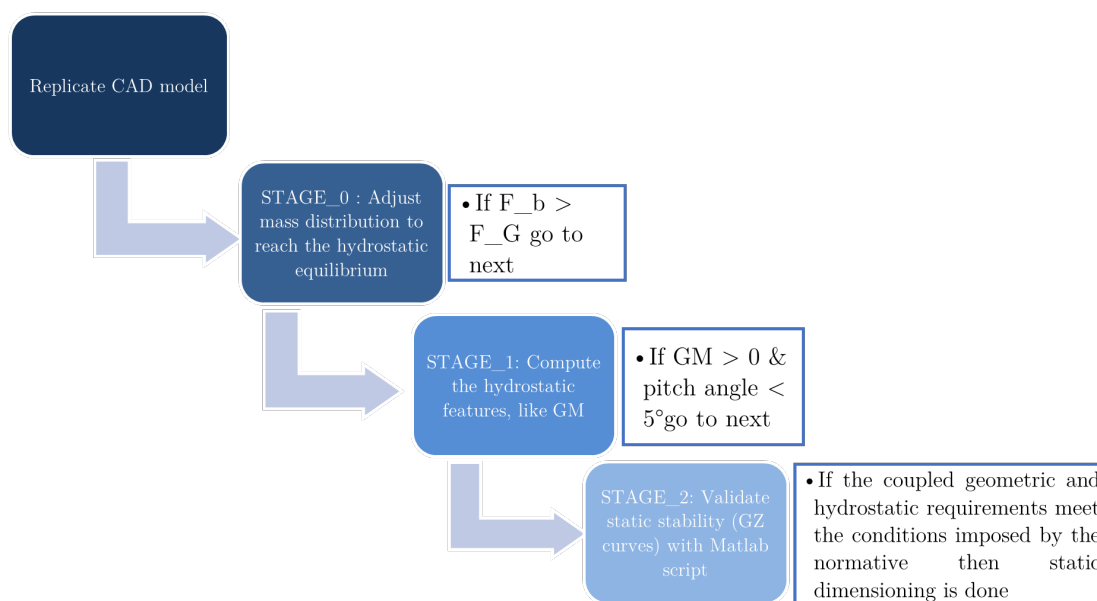 Replicate CAD model
STAGE_0 : Adjust
mass distribution to
reach the hydrostatic
equilibrium
• If F_b >
F_G go to
next
STAGE_1: Compute
the hydrostatic
features, like GM
• If GM > 0 &
pitch angle <
5°go to next
STAGE_2: Validate
static stability (GZ
curves) with Matlab
script
• If the coupled geometric and
hydrostatic requirements meet
the conditions imposed by the
normative then static
dimensioning is done